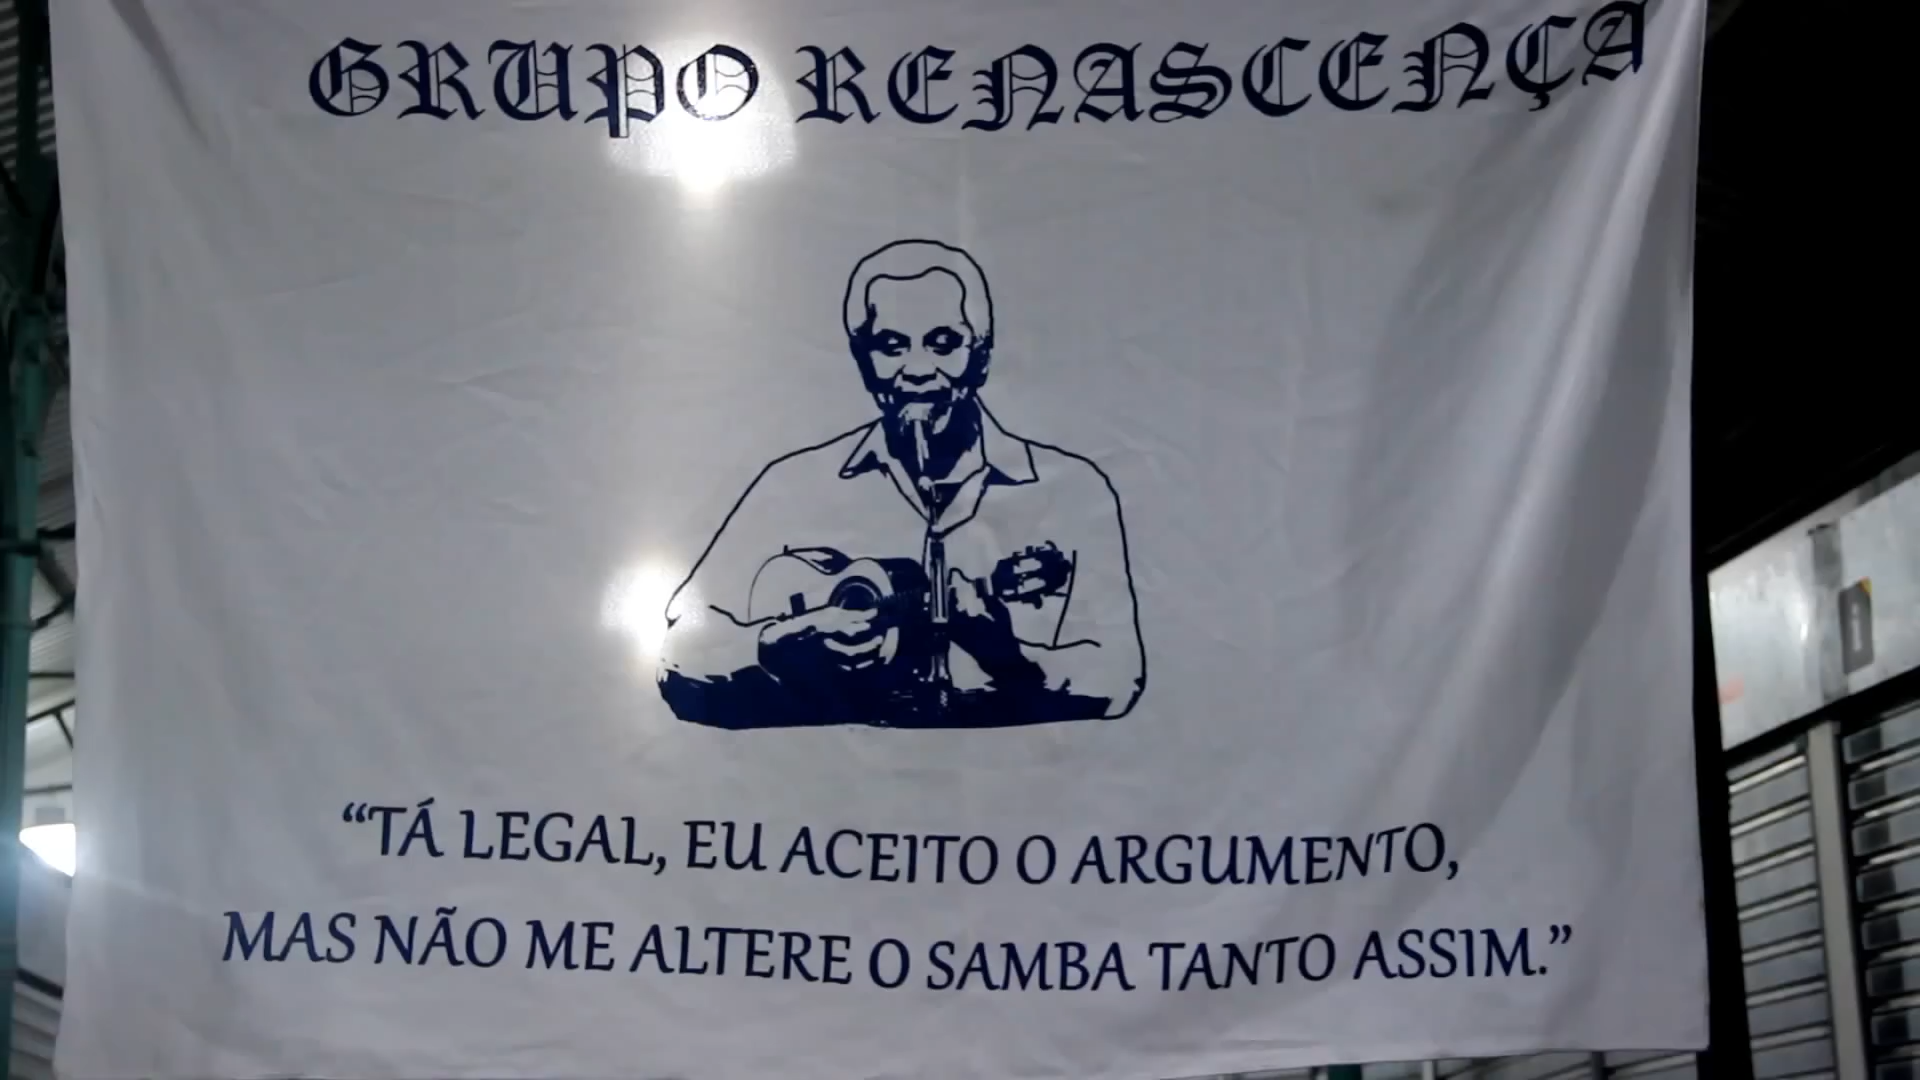 GRUPO RENASCENÇA
“TÁ LEGAL, EU ACEITO O ARGUMENTO,
MAS NÃO ME ALTERE O SAMBA TANTO ASSIM.”
i